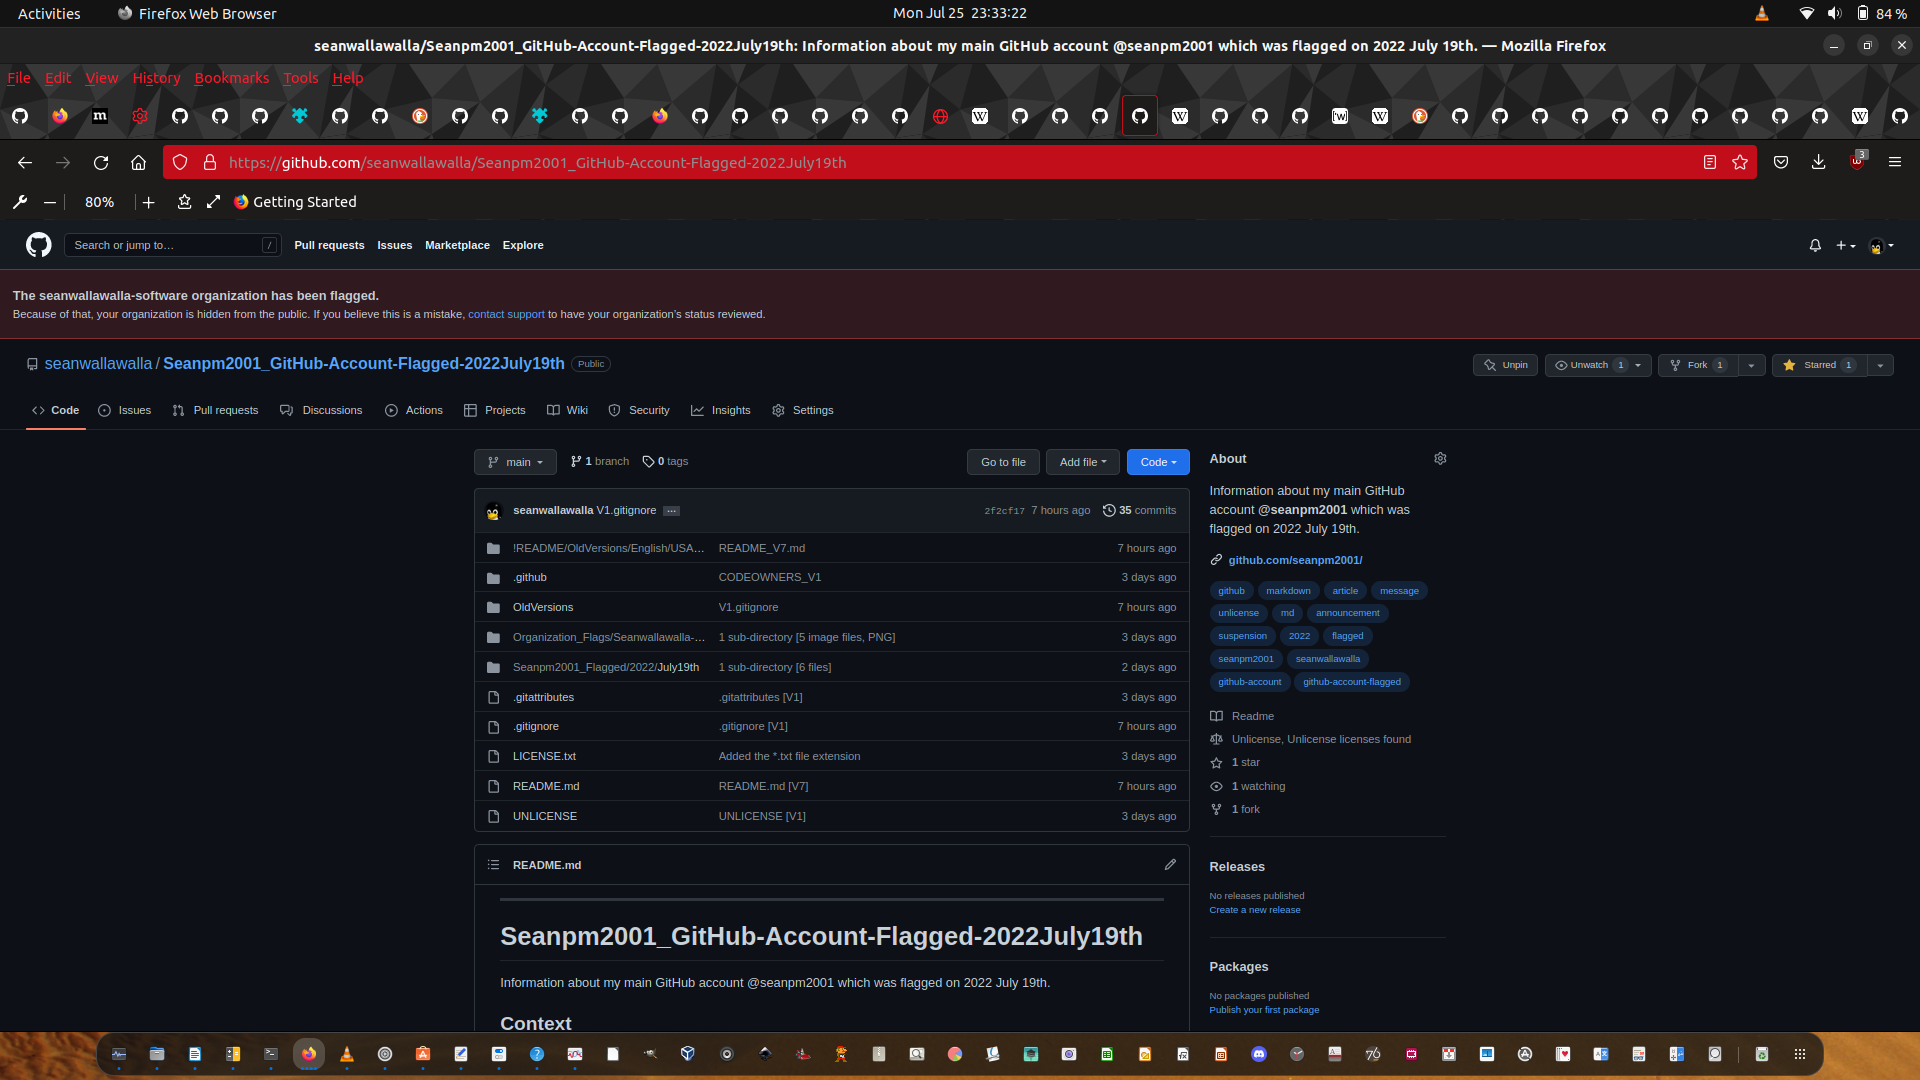 Activities
Firefox Web Browser
Mon Jul 25  23:33:22
84 %
seanwallawalla/Seanpm2001_GitHub-Account-Flagged-2022July19th: Information about my main GitHub account @seanpm2001 which was flagged on 2022 July 19th. — Mozilla Firefox
File Edit View History Bookmarks Tools Help
https://github.com/seanwallawalla/Seanpm2001_GitHub-Account-Flagged-2022July19th
3
80%
Getting Started
Search or jump to…
/
Pull requests Issues Marketplace Explore
The seanwallawalla-software organization has been flagged.
Because of that, your organization is hidden from the public. If you believe this is a mistake, contact support to have your organization's status reviewed.
seanwallawalla / Seanpm2001_GitHub-Account-Flagged-2022July19th Public
Unpin
Unwatch 1
Fork 1
Starred 1
Code Issues Pull requests Discussions Actions Projects Wiki Security Insights Settings
main
1 branch
0 tags
Go to file
Add file
Code
seanwallawalla V1.gitignore ...
2f2cf17 7 hours ago
35 commits
!README/OldVersions/English/USA… README_V7.md 7 hours ago
.github CODEOWNERS_V1 3 days ago
OldVersions V1.gitignore 7 hours ago
Organization_Flags/Seanwallawalla-… 1 sub-directory [5 image files, PNG] 3 days ago
Seanpm2001_Flagged/2022/July19th 1 sub-directory [6 files] 2 days ago
.gitattributes .gitattributes [V1] 3 days ago
.gitignore .gitignore [V1] 7 hours ago
LICENSE.txt Added the *.txt file extension 3 days ago
README.md README.md [V7] 7 hours ago
UNLICENSE UNLICENSE [V1] 3 days ago
README.md
Seanpm2001_GitHub-Account-Flagged-2022July19th
Information about my main GitHub account @seanpm2001 which was flagged on 2022 July 19th.
Context
About
Information about my main GitHub
account @seanpm2001 which was
flagged on 2022 July 19th.
github.com/seanpm2001/
github markdown article message
unlicense md announcement
suspension 2022 flagged
seanpm2001 seanwallawalla
github-account github-account-flagged
Readme
Unlicense, Unlicense licenses found
1 star
1 watching
1 fork
Releases
No releases published
Create a new release
Packages
No packages published
Publish your first package